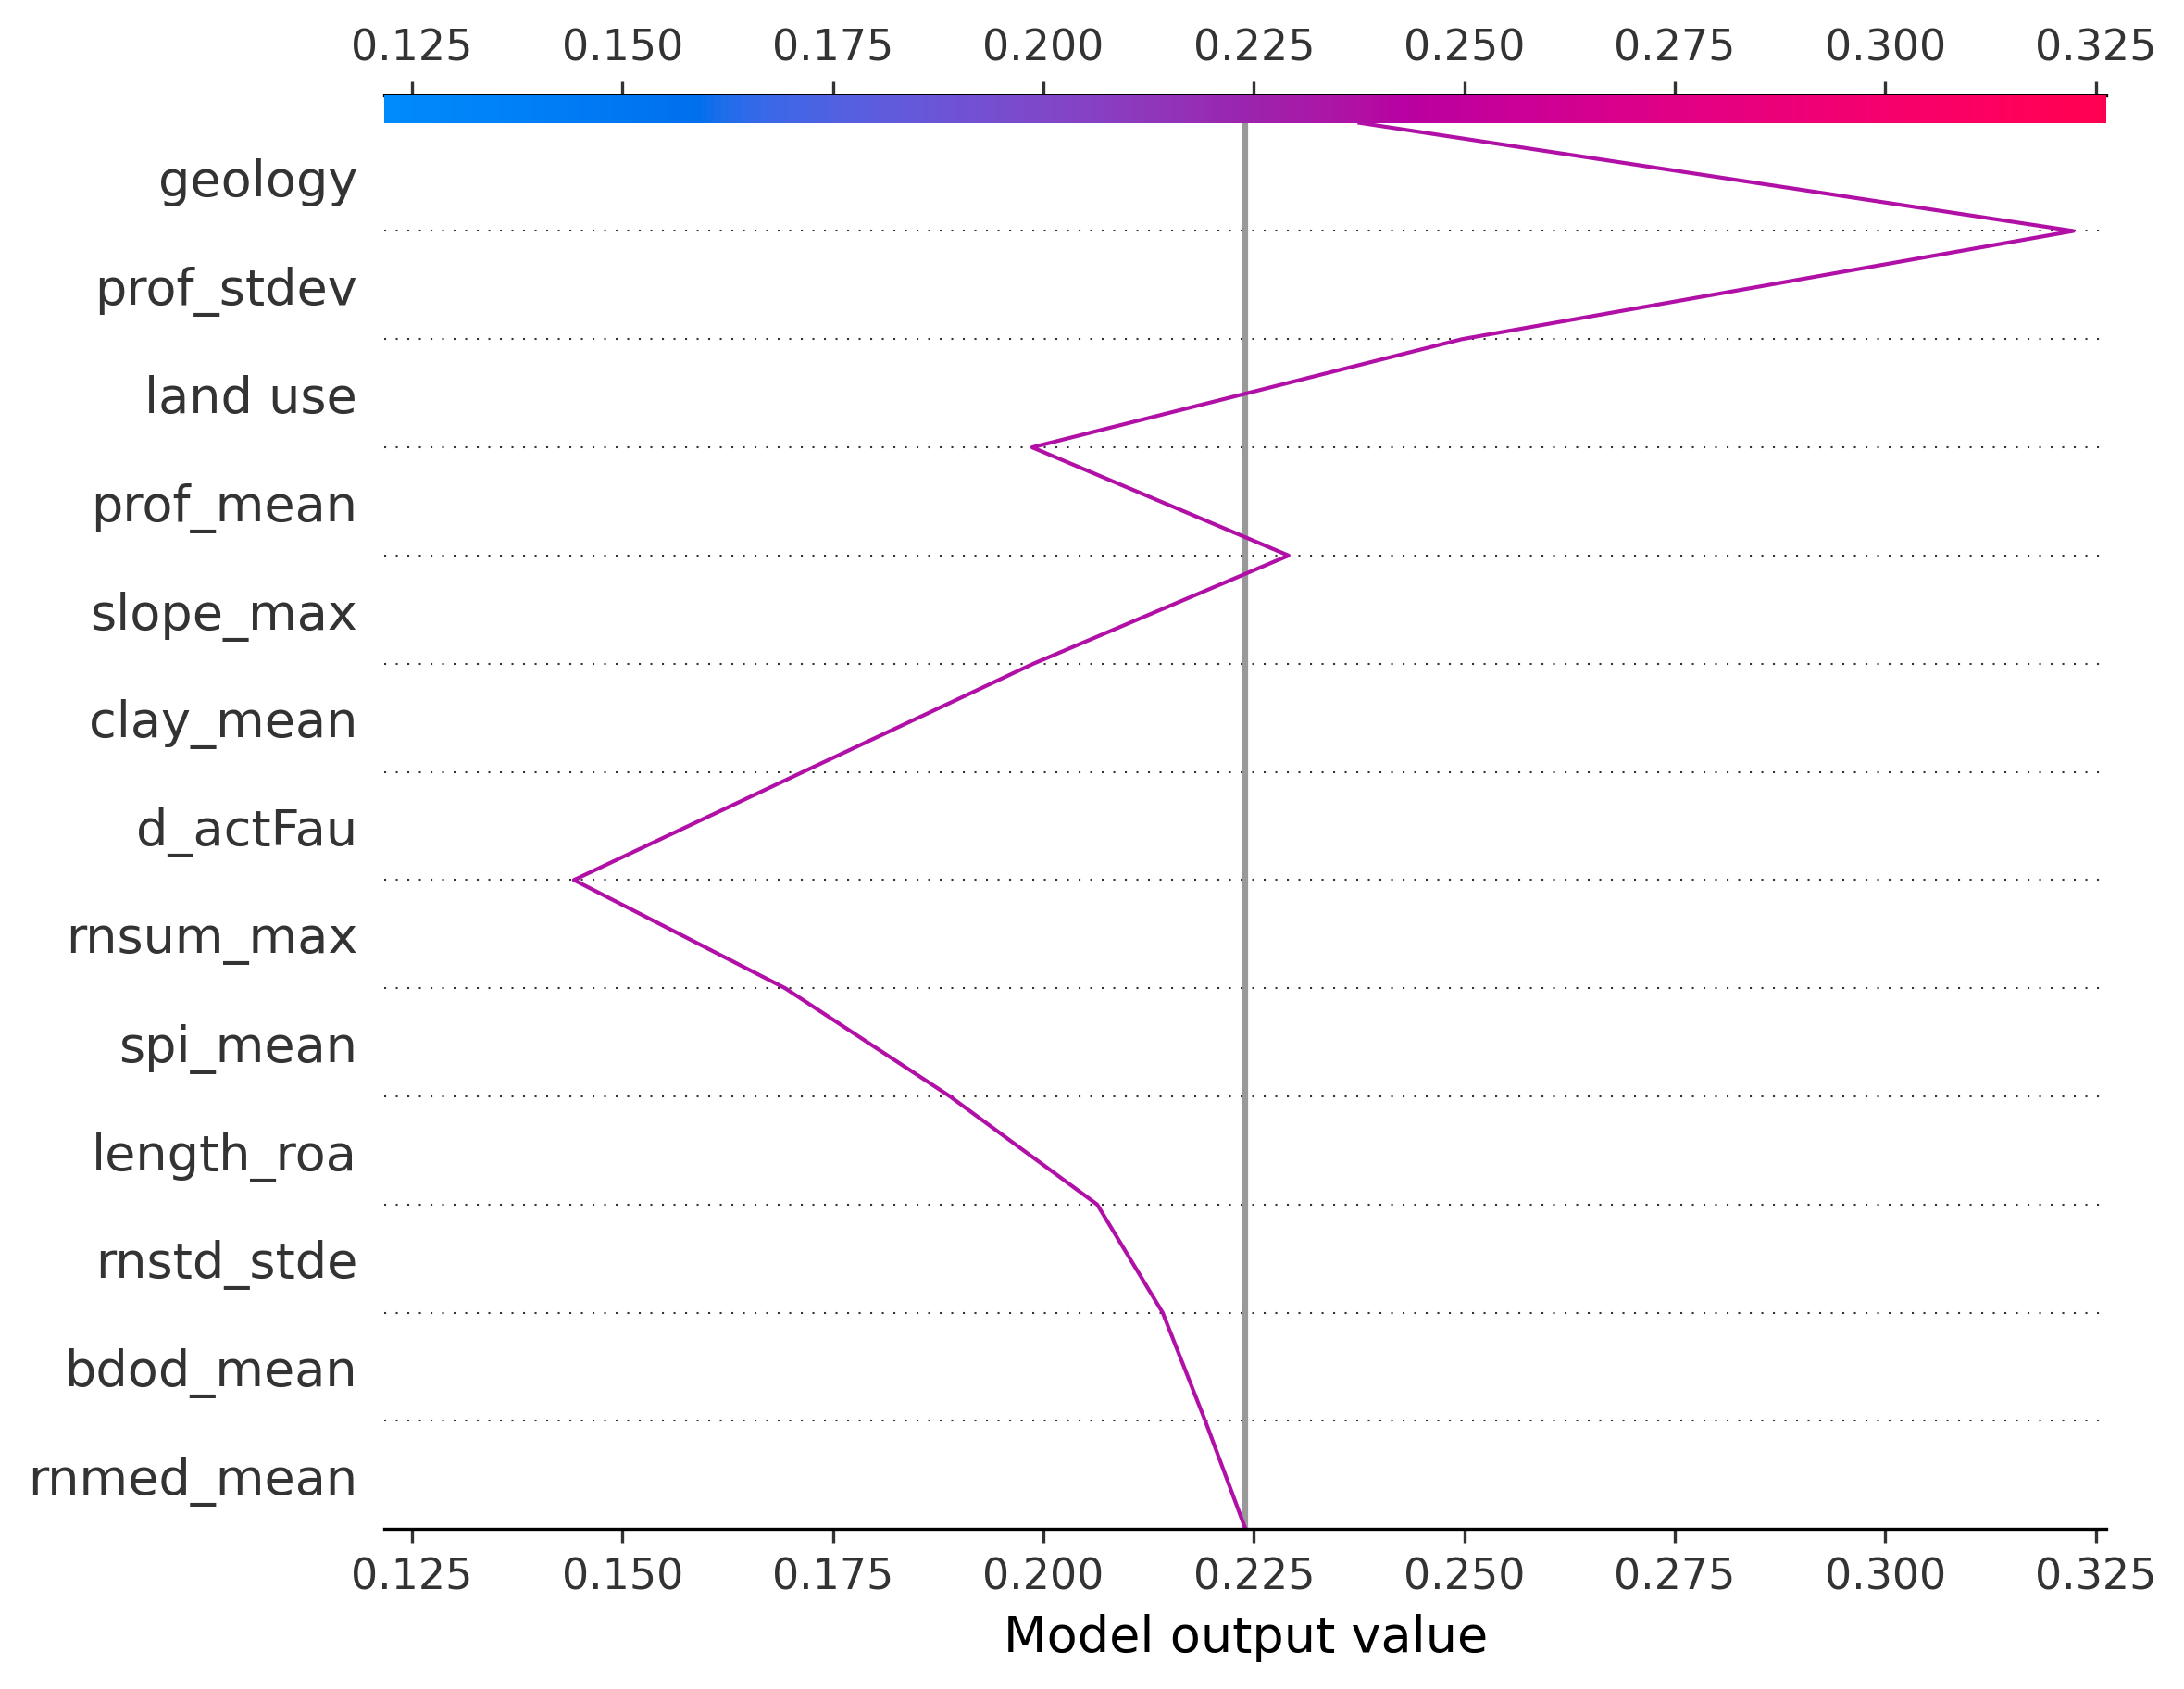 0.125 0.150 0.175 0.200 0.225 0.250 0.275 0.300 0.325
geology
prof_stdev
land use
prof_mean
slope_max
clay_mean
d_actFau
rnsum_max
spi_mean
length_roa
rnstd_stde
bdod_mean
rnmed_mean
0.125 0.150 0.175 0.200 0.225 0.250 0.275 0.300 0.325
Model output value